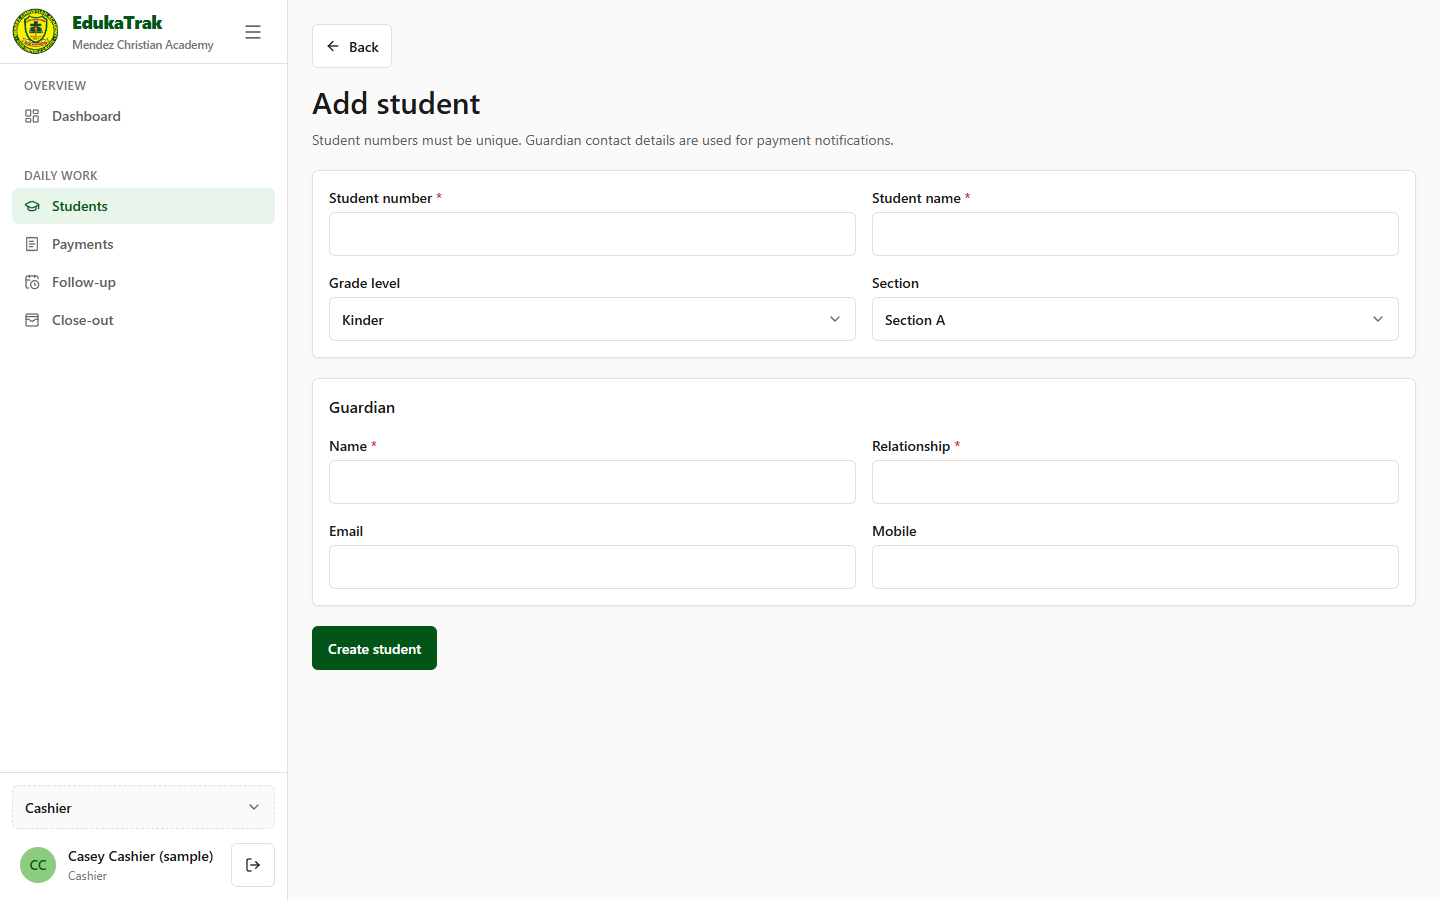 EdukaTrak
Mendez Christian Academy
OVERVIEW
Dashboard
DAILY WORK
Students
Payments
Follow-up
Close-out
Cashier
CC
Casey Cashier (sample)
Cashier
Back
Add student
Student numbers must be unique. Guardian contact details are used for payment notifications.
Student number *
Student name *
Grade level
Section
Kinder
Section A
Guardian
Name *
Relationship *
Email
Mobile
Create student